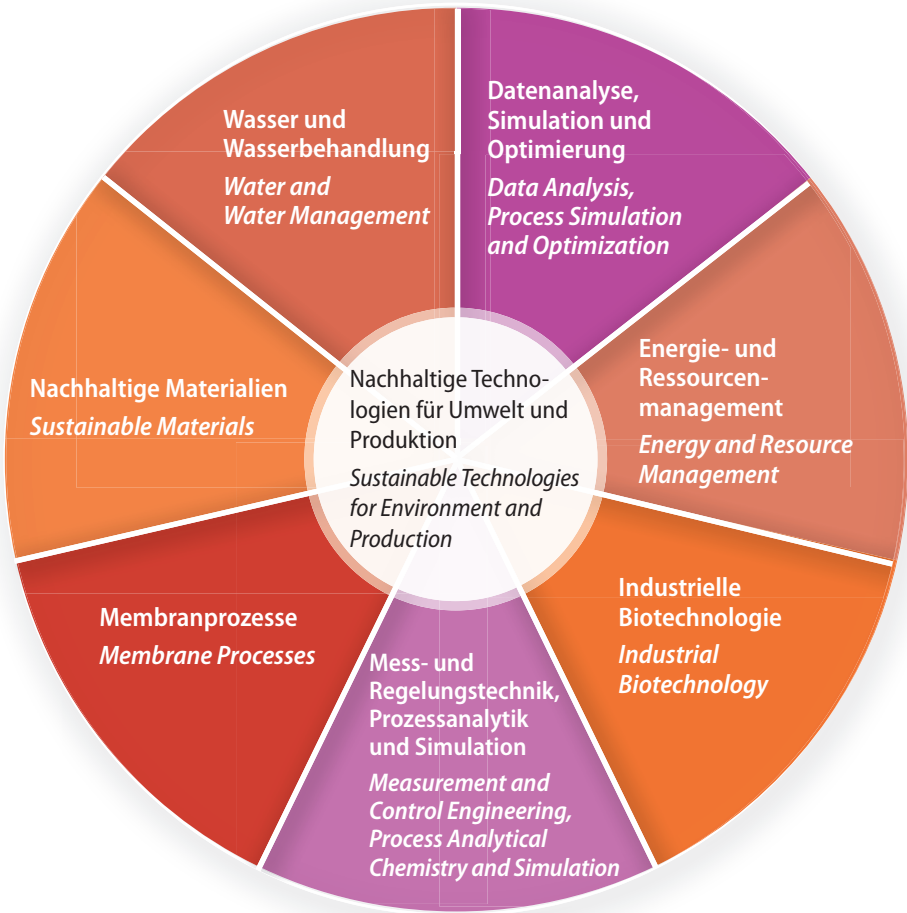 Wasser und
Wasserbehandlung
Water and
Water Management
Datenanalyse,
Simulation und
Optimierung
Data Analysis,
Process Simulation
and Optimization
Energie- und
Ressourcen-
management
Energy and Resource
Management
Industrielle
Biotechnologie
Industrial
Biotechnology
Mess- und
Regelungstechnik,
Prozessanalytik
und Simulation
Measurement and
Control Engineering,
Process Analytical
Chemistry and Simulation
Membranprozesse
Membrane Processes
Nachhaltige Materialien
Sustainable Materials
Nachhaltige Techno-
logien für Umwelt und
Produktion
Sustainable Technologies
for Environment and
Production